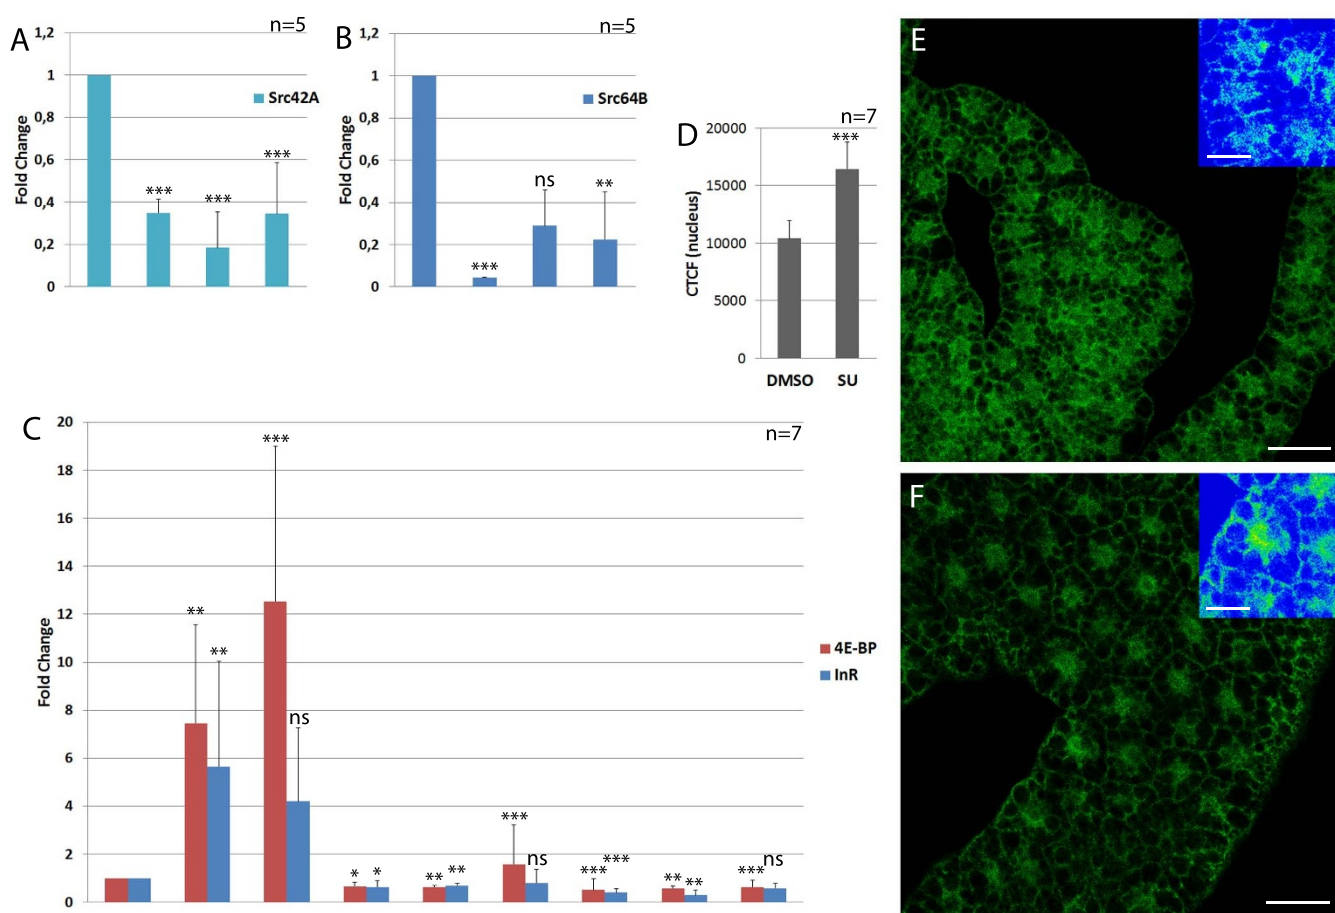 A
n=5
1,2
1
0,8
0,6
0,4
0,2
0
Fold Change
Src42A
***
***
***
B
n=5
1,2
1
0,8
0,6
0,4
0,2
0
Fold Change
Src64B
***
ns
**
D
n=7
20000
15000
10000
5000
0
CTCF (nucleus)
***
DMSO SU
C
n=7
20
18
16
14
12
10
8
6
4
2
0
Fold Change
4E-BP
InR
** **
*** ns
* *
** **
*** ns
*** ***
** **
*** ns
E
F